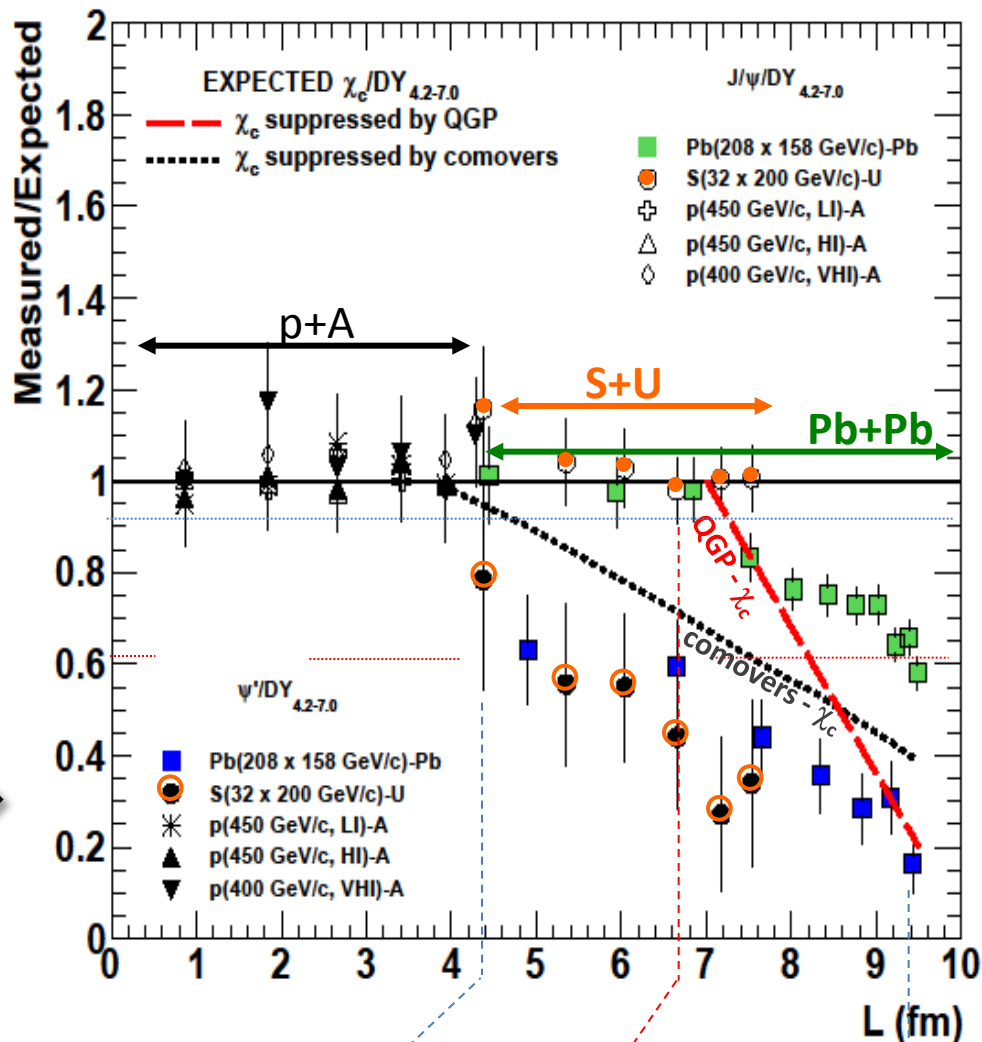 2
1.8
1.6
1.4
1.2
1
0.8
0.6
0.4
0.2
0
Measured/Expected
EXPECTED χc/DY4.2-7.0
χc suppressed by QGP
χc suppressed by comovers
J/ψ/DY4.2-7.0
Pb(208 x 158 GeV/c)-Pb
S(32 x 200 GeV/c)-U
p(450 GeV/c, LI)-A
p(450 GeV/c, HI)-A
p(400 GeV/c, VHI)-A
p+A
S+U
Pb+Pb
QGP - χc
comovers - χc
ψ'/DY4.2-7.0
Pb(208 x 158 GeV/c)-Pb
S(32 x 200 GeV/c)-U
p(450 GeV/c, LI)-A
p(450 GeV/c, HI)-A
p(400 GeV/c, VHI)-A
0 1 2 3 4 5 6 7 8 9 10
L (fm)